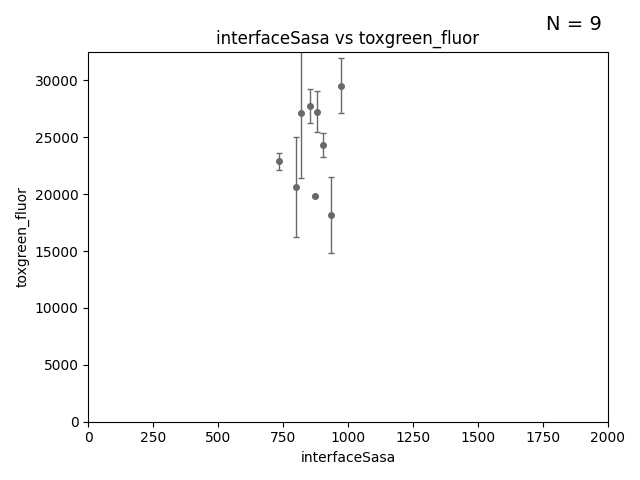 N = 9
interfaceSasa vs toxgreen_fluor
30000
25000
20000
15000
10000
5000
0
toxgreen_fluor
0 250 500 750 1000 1250 1500 1750 2000
interfaceSasa